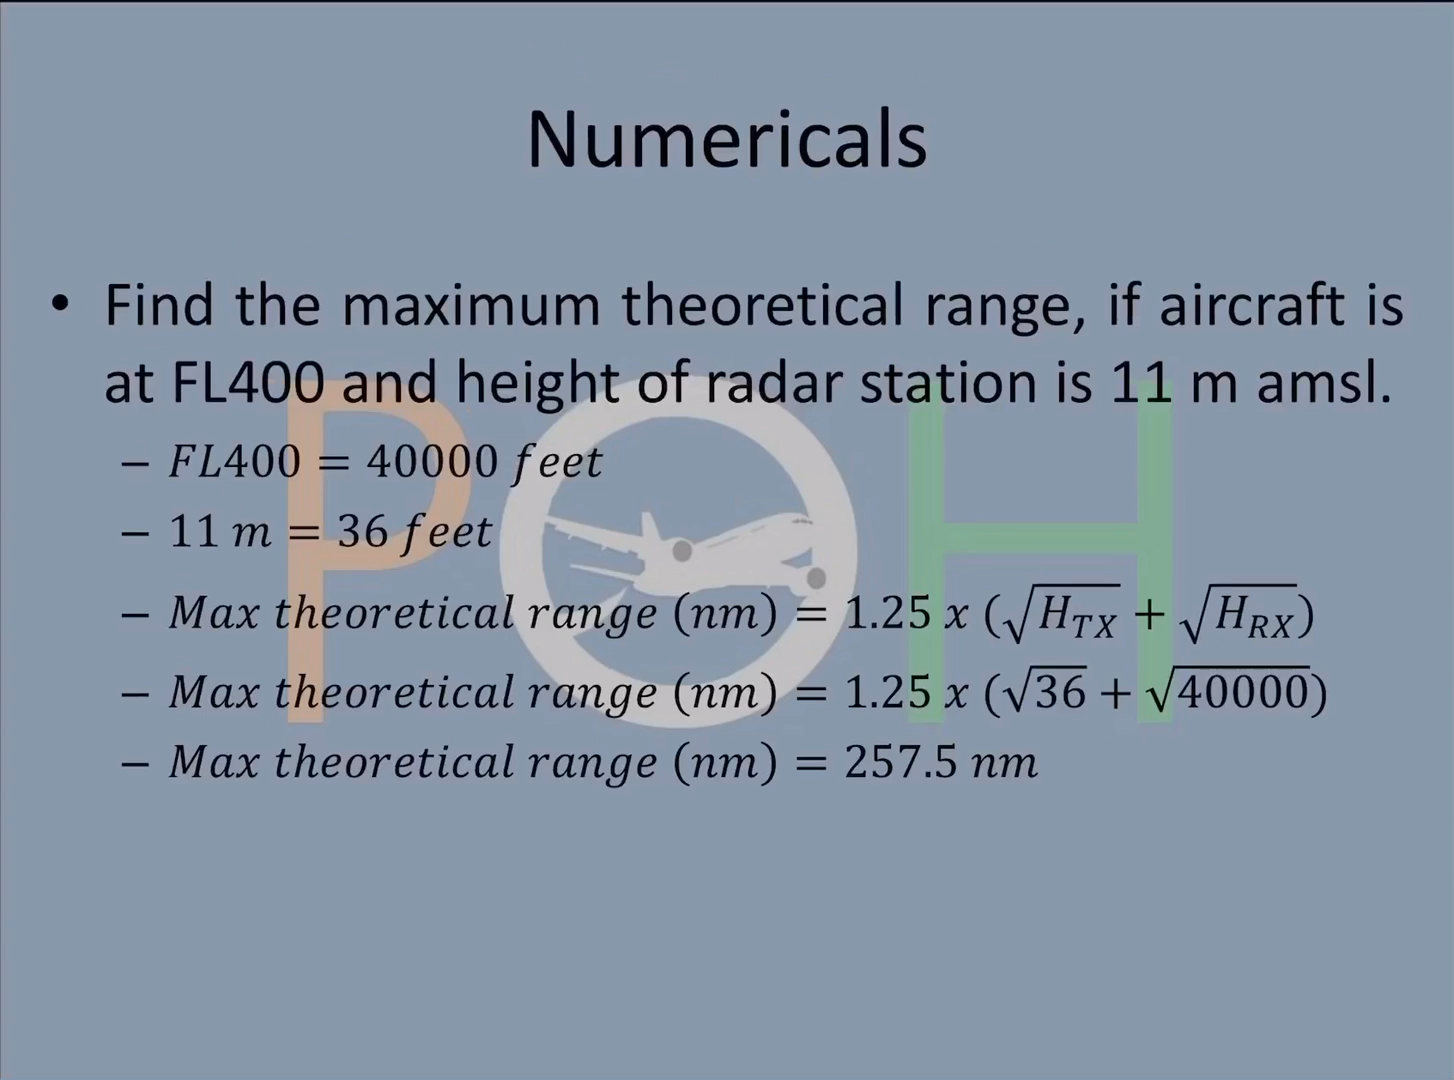 Numericals
• Find the maximum theoretical range, if aircraft is
at FL400 and height of radar station is 11 m amsl.
– FL400 = 40000 feet
– 11 m = 36 feet
– Max theoretical range (nm) = 1.25 x (√H_TX + √H_RX)
– Max theoretical range (nm) = 1.25 x (√36 + √40000)
– Max theoretical range (nm) = 257.5 nm
POH